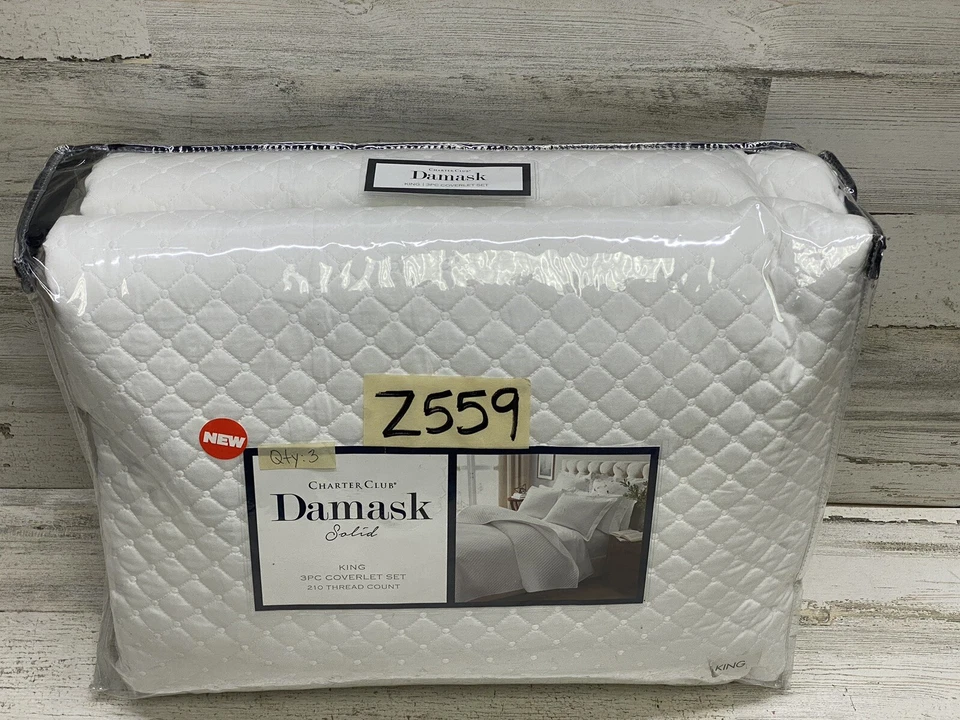 CHARTER CLUB®
Damask
KING | 3PC COVERLET SET
Z559
NEW
Qty: 3
CHARTER CLUB®
Damask
Solid
KING
3PC COVERLET SET
210 THREAD COUNT
KING